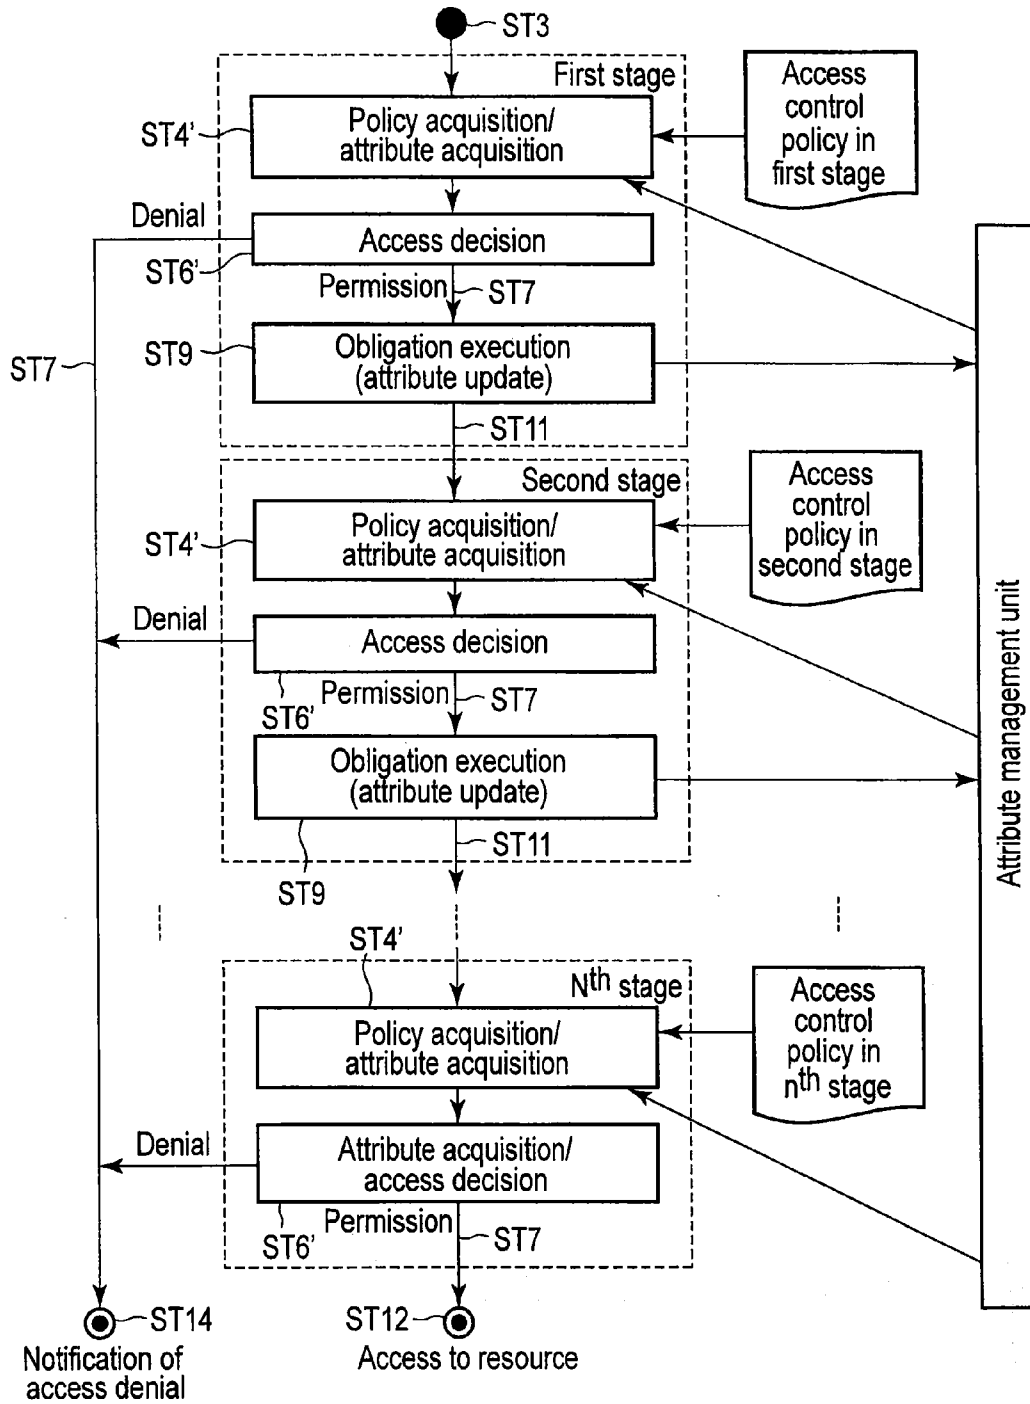 ST3
First stage
Access
control
policy in
first stage
ST4’
Policy acquisition/
attribute acquisition
Denial
Access decision
ST6’
Permission
ST7
ST9
Obligation execution
(attribute update)
ST7
ST11
Second stage
Access
control
policy in
second stage
ST4’
Policy acquisition/
attribute acquisition
Denial
Access decision
ST6’
Permission
ST7
Obligation execution
(attribute update)
ST11
ST9
Attribute management unit
ST4’
Nth stage
Access
control
policy in
nth stage
Policy acquisition/
attribute acquisition
Denial
Attribute acquisition/
access decision
Permission
ST6’
ST7
ST14
ST12
Notification of
access denial
Access to resource